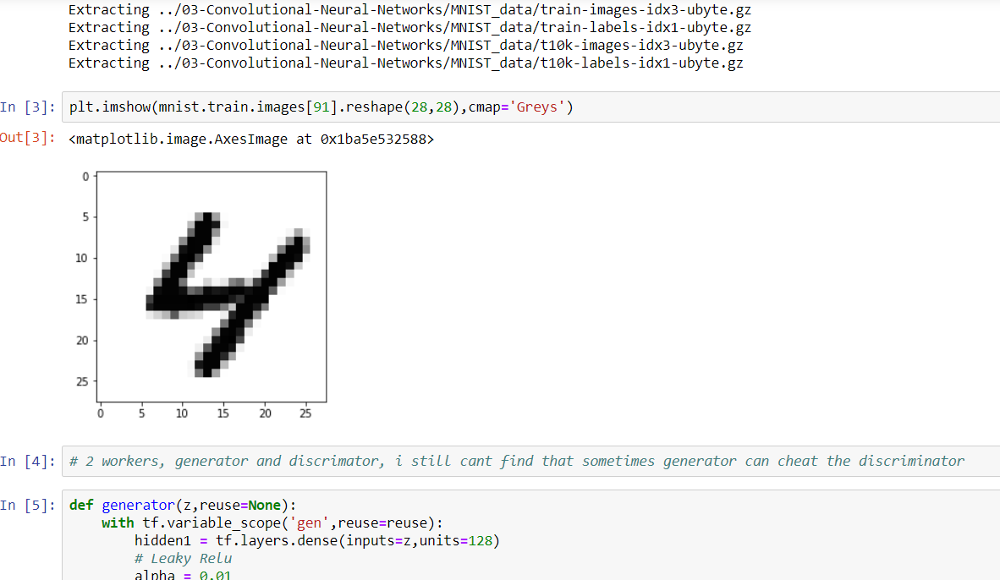 Extracting ../03-Convolutional-Neural-Networks/MNIST_data/train-images-idx3-ubyte.gz
Extracting ../03-Convolutional-Neural-Networks/MNIST_data/train-labels-idx1-ubyte.gz
Extracting ../03-Convolutional-Neural-Networks/MNIST_data/t10k-images-idx3-ubyte.gz
Extracting ../03-Convolutional-Neural-Networks/MNIST_data/t10k-labels-idx1-ubyte.gz
In [3]: plt.imshow(mnist.train.images[91].reshape(28,28),cmap='Greys')
Out[3]: <matplotlib.image.AxesImage at 0x1ba5e532588>
0
5
10
15
20
25
4
0 5 10 15 20 25
In [4]: # 2 workers, generator and discrimator, i still cant find that sometimes generator can cheat the discriminator
In [5]: def generator(z,reuse=None):
with tf.variable_scope('gen',reuse=reuse):
hidden1 = tf.layers.dense(inputs=z,units=128)
# Leaky Relu
alpha = 0.01